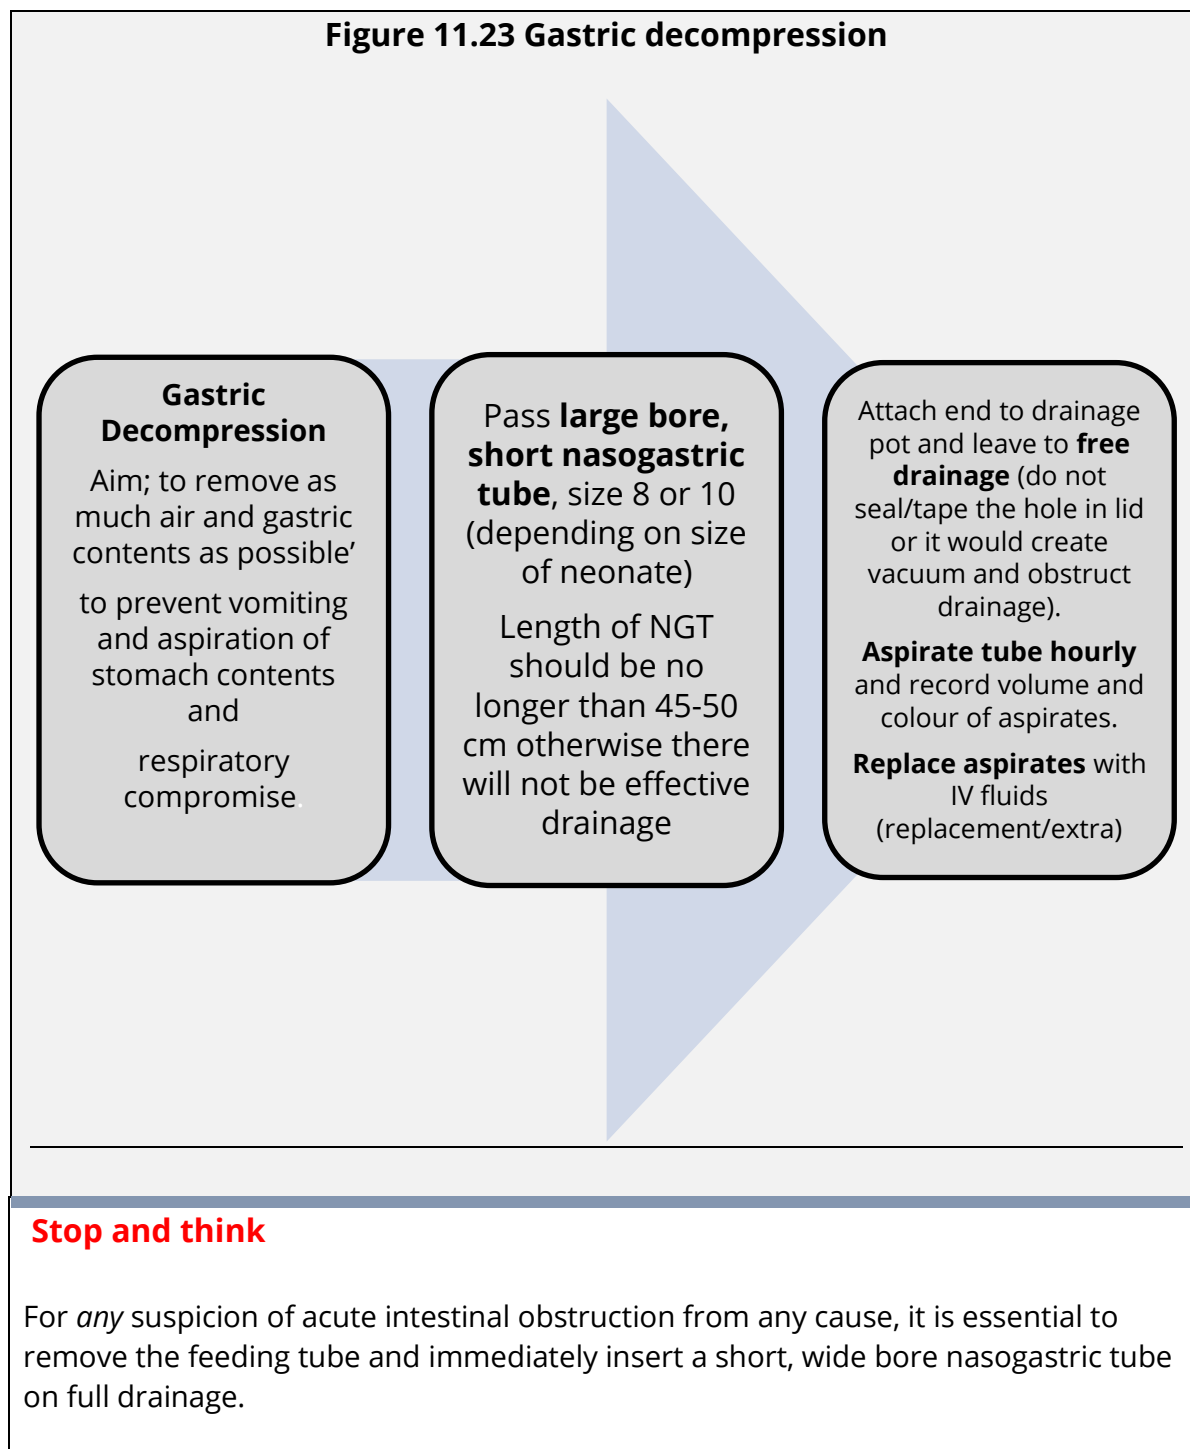 Figure 11.23 Gastric decompression
Gastric
Decompression
Aim; to remove as
much air and gastric
contents as possible’
to prevent vomiting
and aspiration of
stomach contents
and
respiratory
compromise.
Pass large bore,
short nasogastric
tube, size 8 or 10
(depending on size
of neonate)
Length of NGT
should be no
longer than 45-50
cm otherwise there
will not be effective
drainage
Attach end to drainage
pot and leave to free
drainage (do not
seal/tape the hole in lid
or it would create
vacuum and obstruct
drainage).
Aspirate tube hourly
and record volume and
colour of aspirates.
Replace aspirates with
IV fluids
(replacement/extra)
Stop and think
For any suspicion of acute intestinal obstruction from any cause, it is essential to
remove the feeding tube and immediately insert a short, wide bore nasogastric tube
on full drainage.